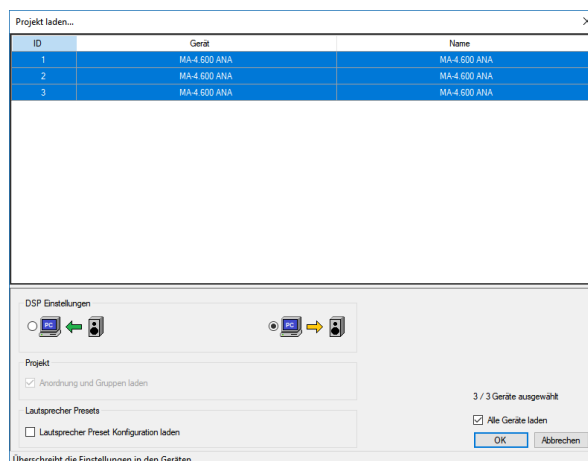 Projekt laden...
ID Gerät Name
1 MA-4.600 ANA MA-4.600 ANA
2 MA-4.600 ANA MA-4.600 ANA
3 MA-4.600 ANA MA-4.600 ANA
DSP Einstellungen
PC PC
Projekt
Anordnung und Gruppen laden
3 / 3 Geräte ausgewählt
Lautsprecher Presets
Alle Geräte laden
Lautsprecher Preset Konfiguration laden
OK Abbrechen
Überschreibt die Einstellungen in den Geräten